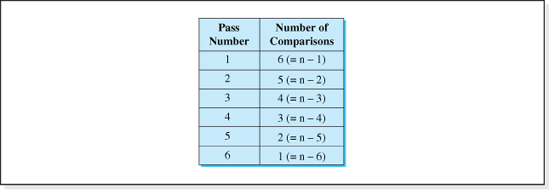 Pass Number of
Number Comparisons
1 6 (= n – 1)
2 5 (= n – 2)
3 4 (= n – 3)
4 3 (= n – 4)
5 2 (= n – 5)
6 1 (= n – 6)